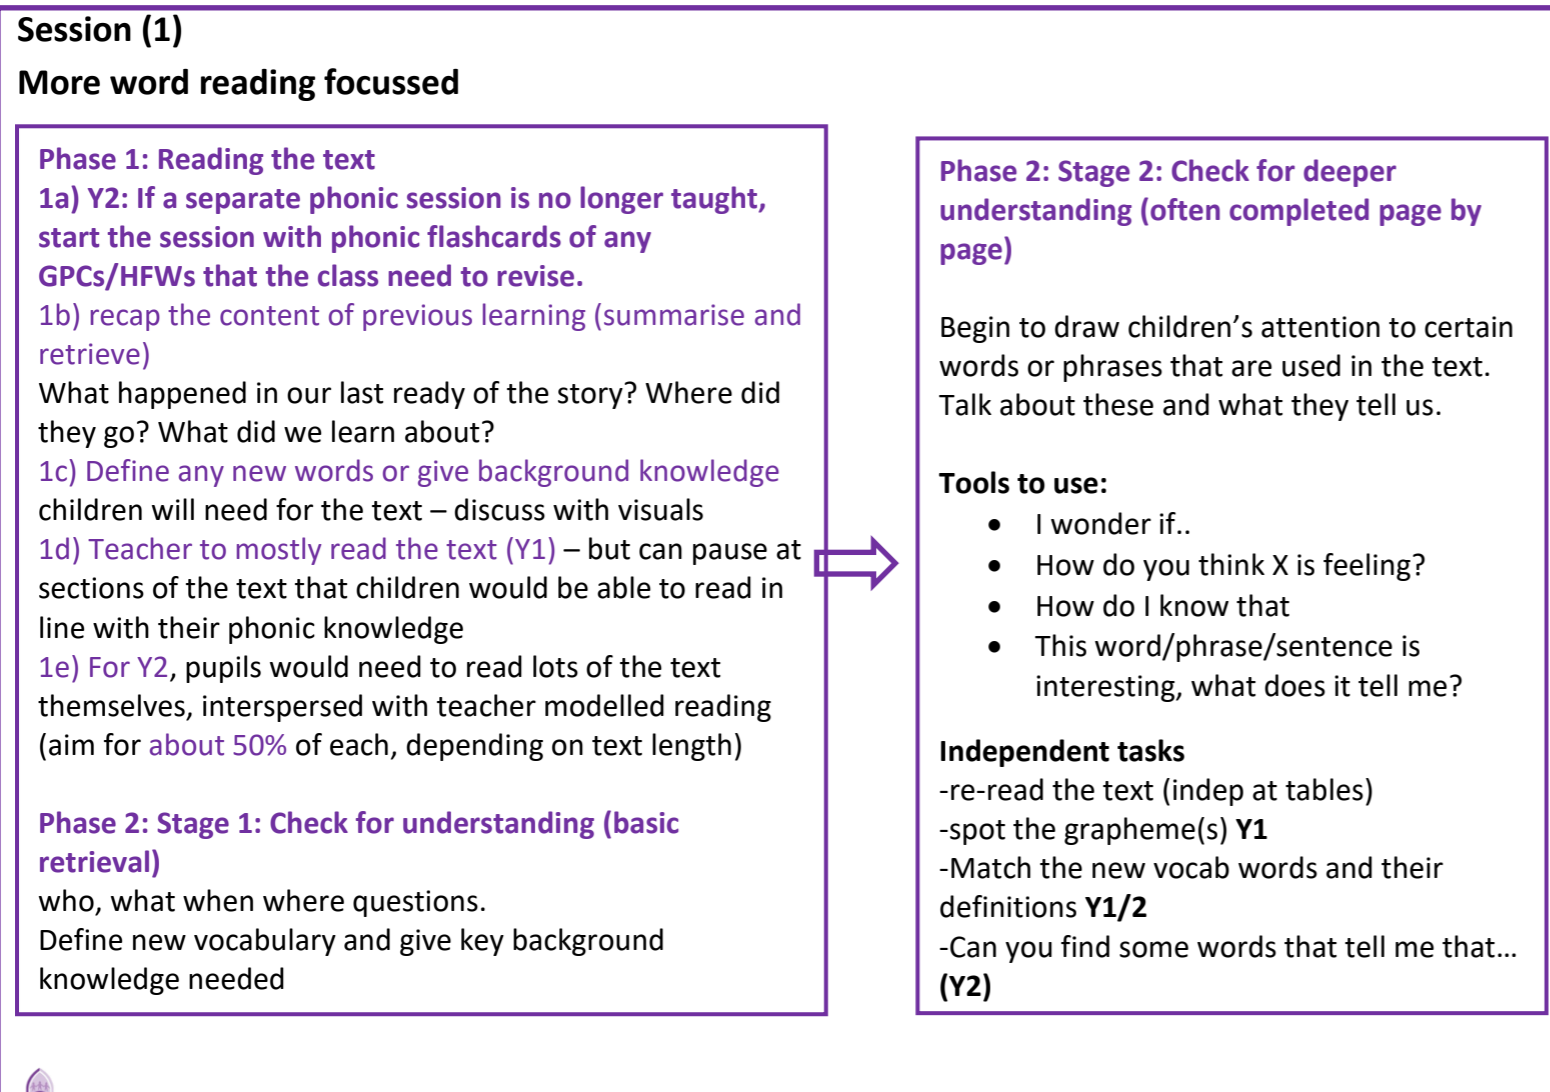 Session (1)
More word reading focussed
Phase 1: Reading the text
1a) Y2: If a separate phonic session is no longer taught,
start the session with phonic flashcards of any
GPCs/HFWs that the class need to revise.
1b) recap the content of previous learning (summarise and
retrieve)
What happened in our last ready of the story? Where did
they go? What did we learn about?
1c) Define any new words or give background knowledge
children will need for the text – discuss with visuals
1d) Teacher to mostly read the text (Y1) – but can pause at
sections of the text that children would be able to read in
line with their phonic knowledge
1e) For Y2, pupils would need to read lots of the text
themselves, interspersed with teacher modelled reading
(aim for about 50% of each, depending on text length)
Phase 2: Stage 1: Check for understanding (basic
retrieval)
who, what when where questions.
Define new vocabulary and give key background
knowledge needed
Phase 2: Stage 2: Check for deeper
understanding (often completed page by
page)
Begin to draw children’s attention to certain
words or phrases that are used in the text.
Talk about these and what they tell us.
Tools to use:
• I wonder if..
• How do you think X is feeling?
• How do I know that
• This word/phrase/sentence is
interesting, what does it tell me?
Independent tasks
-re-read the text (indep at tables)
-spot the grapheme(s) Y1
-Match the new vocab words and their
definitions Y1/2
-Can you find some words that tell me that…
(Y2)